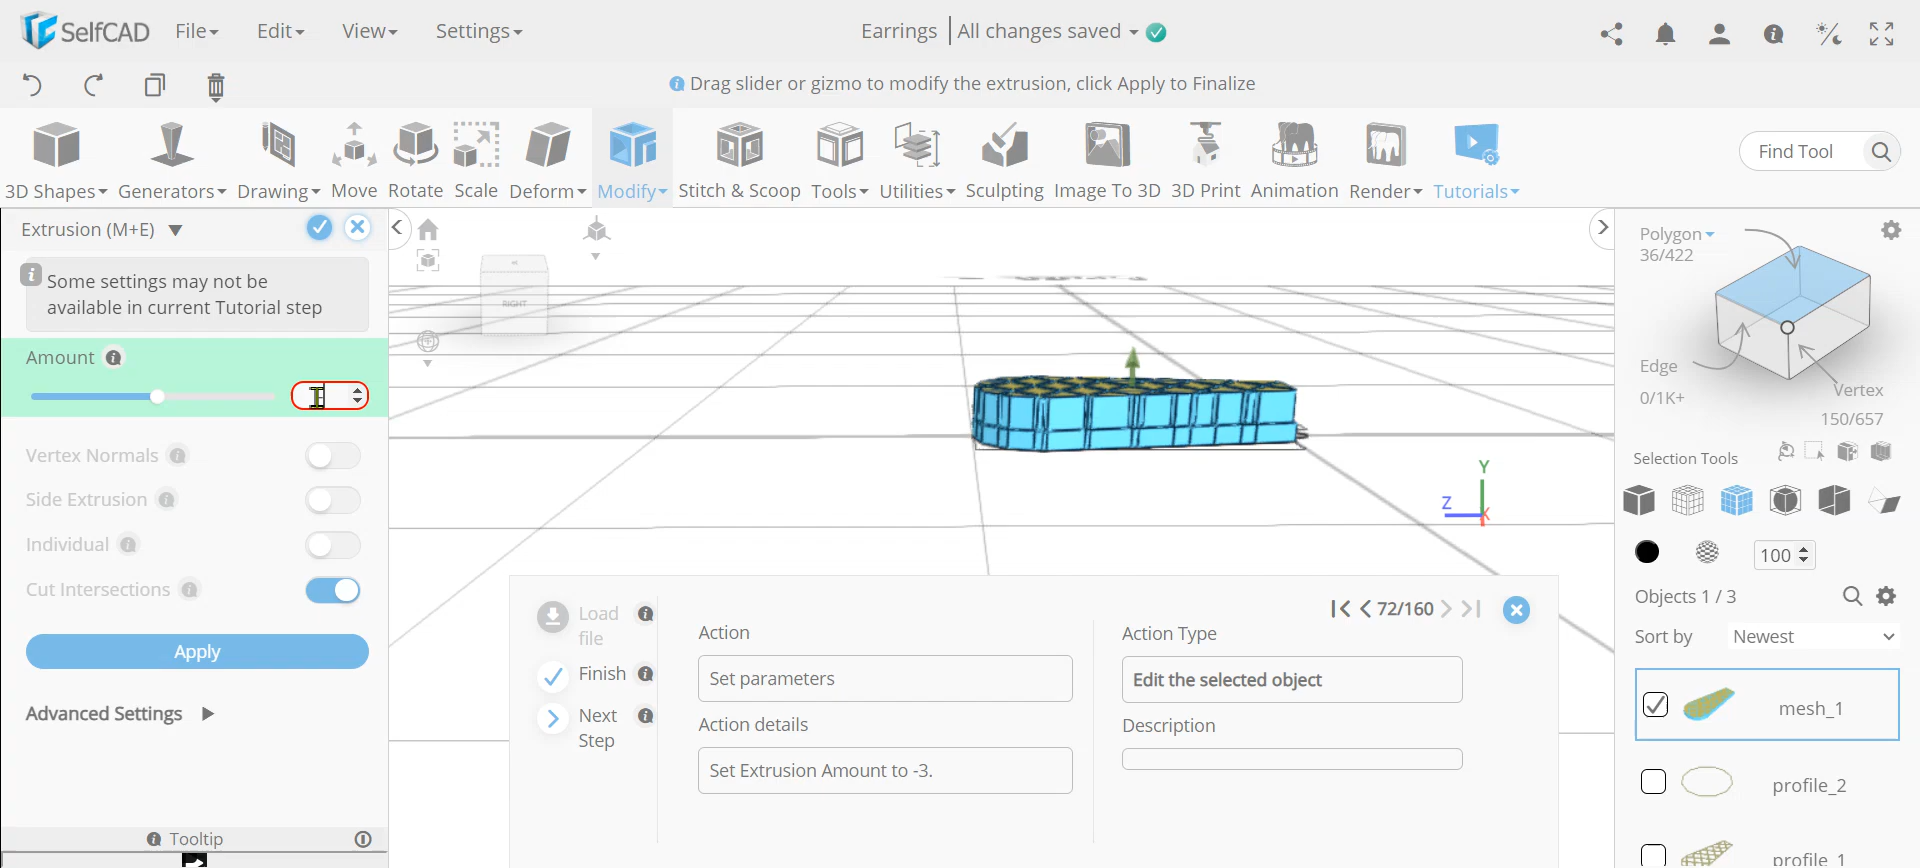 SelfCAD File Edit View Settings Earrings All changes saved
Drag slider or gizmo to modify the extrusion, click Apply to Finalize
3D Shapes Generators Drawing Move Rotate Scale Deform Modify Stitch & Scoop Tools Utilities Sculpting Image To 3D 3D Print Animation Render Tutorials Find Tool
Extrusion (M+E)
Some settings may not be
available in current Tutorial step
Amount
Vertex Normals
Side Extrusion
Individual
Cut Intersections
Apply
Advanced Settings
Tooltip
RIGHT
Y
Z
X
Load
file
Finish
Next
Step
Action
Set parameters
Action details
Set Extrusion Amount to -3.
72/160
Action Type
Edit the selected object
Description
Polygon
36/422
Edge
0/1K+
Vertex
150/657
Selection Tools
100
Objects 1 / 3
Sort by Newest
mesh_1
profile_2
profile_1